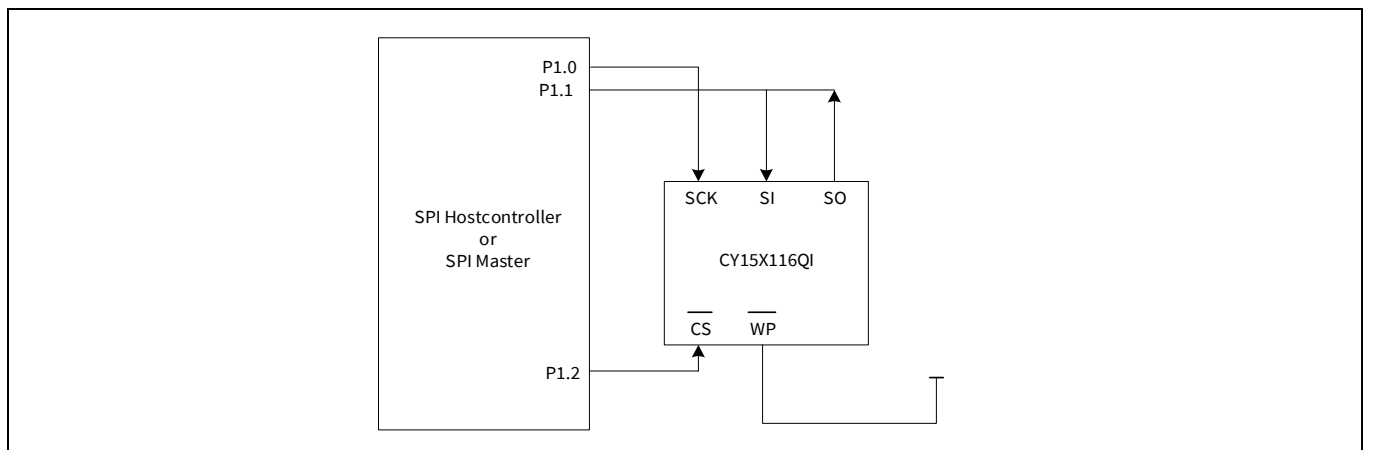 P1.0
P1.1
SCK SI SO
SPI Hostcontroller
or
SPI Master
CY15X116QI
CS WP
P1.2